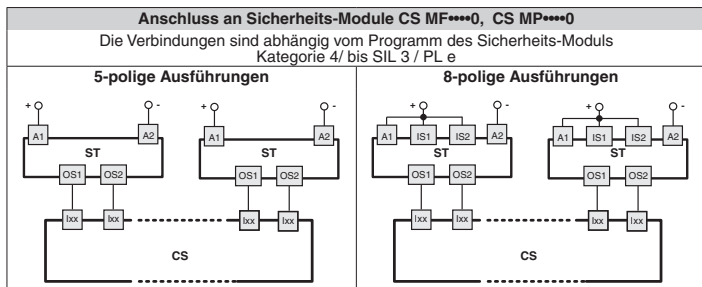 Anschluss an Sicherheits-Module CS MF••••0, CS MP••••0
Die Verbindungen sind abhängig vom Programm des Sicherheits-Moduls
Kategorie 4/ bis SIL 3 / PL e
5-polige Ausführungen
+ - + -
A1 A2 A1 A2
ST ST
OS1 OS2 OS1 OS2
Ixx Ixx Ixx Ixx
CS
8-polige Ausführungen
+ - + -
A1 IS1 IS2 A2 A1 IS1 IS2 A2
ST ST
OS1 OS2 OS1 OS2
Ixx Ixx Ixx Ixx
CS